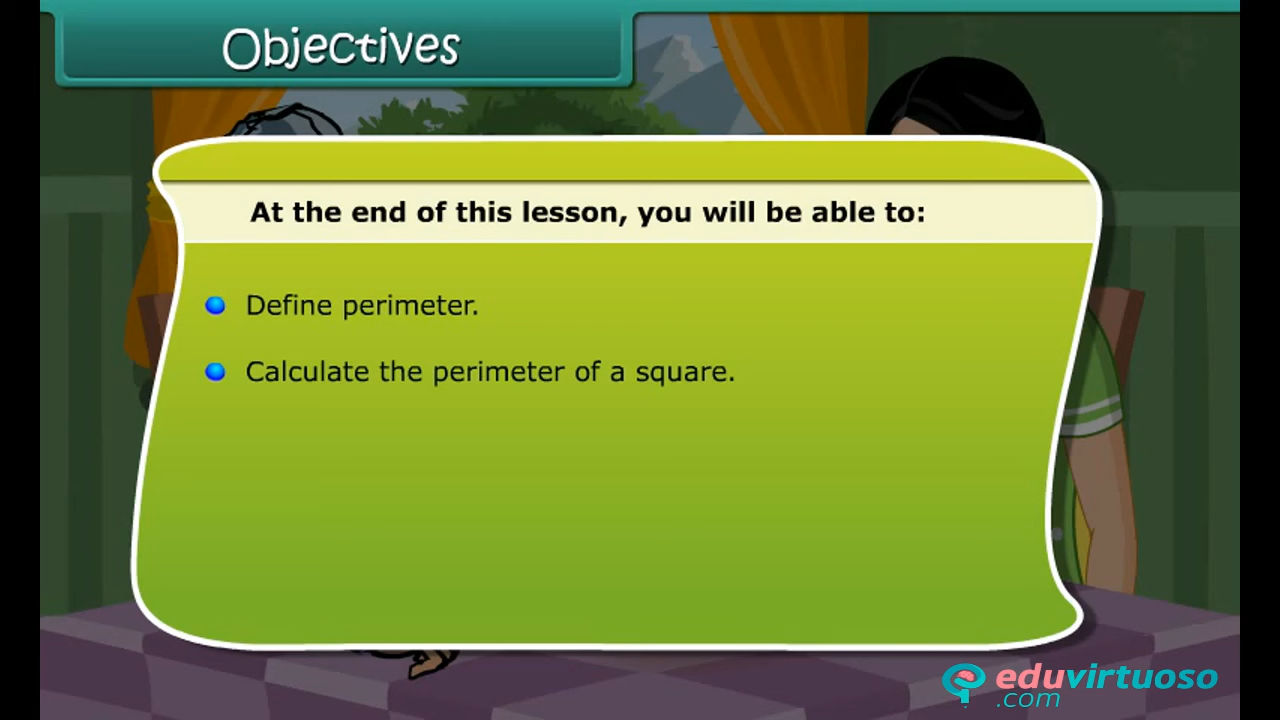 Objectives
At the end of this lesson, you will be able to:
Define perimeter.
Calculate the perimeter of a square.
eduvirtuoso
.com